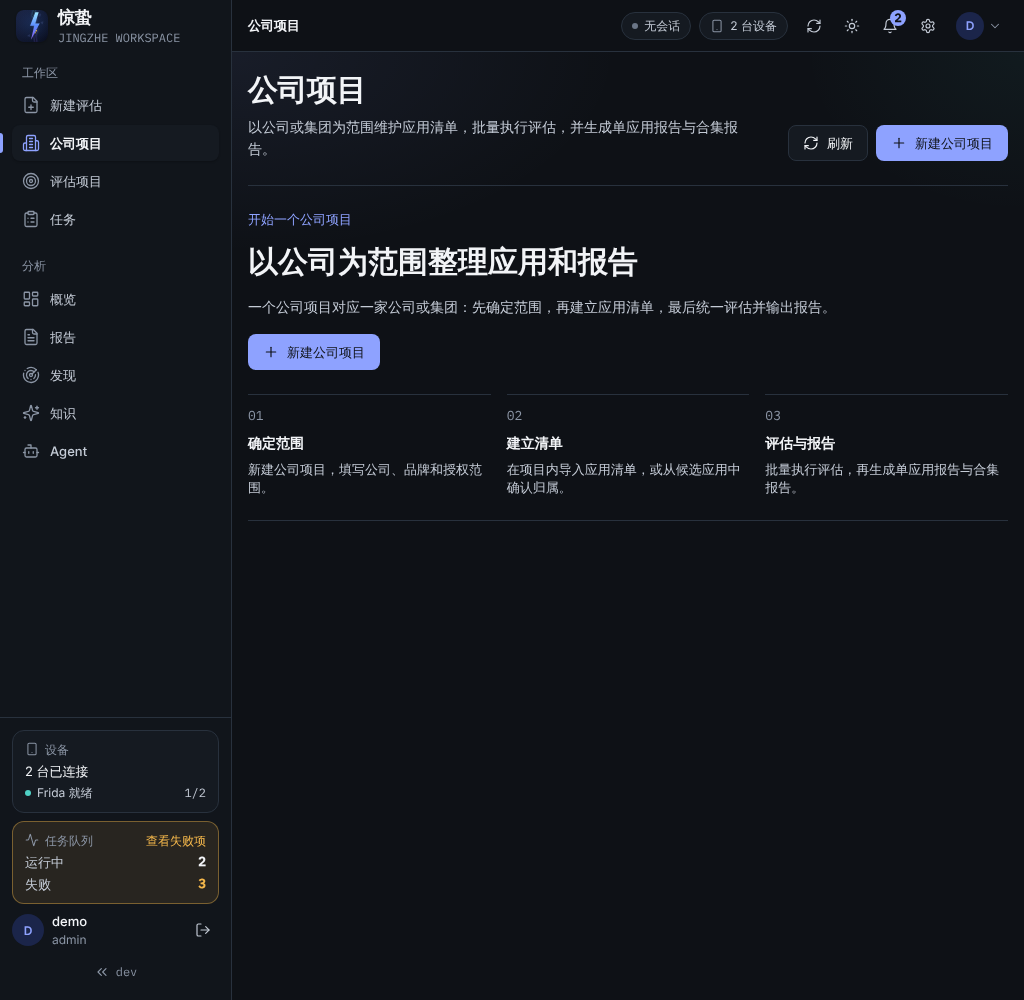 惊蛰
JINGZHE WORKSPACE
工作区
新建评估
公司项目
评估项目
任务
分析
概览
报告
发现
知识
Agent
设备
2 台已连接
Frida 就绪 1/2
任务队列 查看失败项
运行中 2
失败 3
D demo
admin
dev
公司项目 无会话 2 台设备 2 D
公司项目
以公司或集团为范围维护应用清单，批量执行评估，并生成单应用报告与合集报
告。
刷新 新建公司项目
开始一个公司项目
以公司为范围整理应用和报告
一个公司项目对应一家公司或集团：先确定范围，再建立应用清单，最后统一评估并输出报告。
新建公司项目
01
确定范围
新建公司项目，填写公司、品牌和授权范
围。
02
建立清单
在项目内导入应用清单，或从候选应用中
确认归属。
03
评估与报告
批量执行评估，再生成单应用报告与合集
报告。